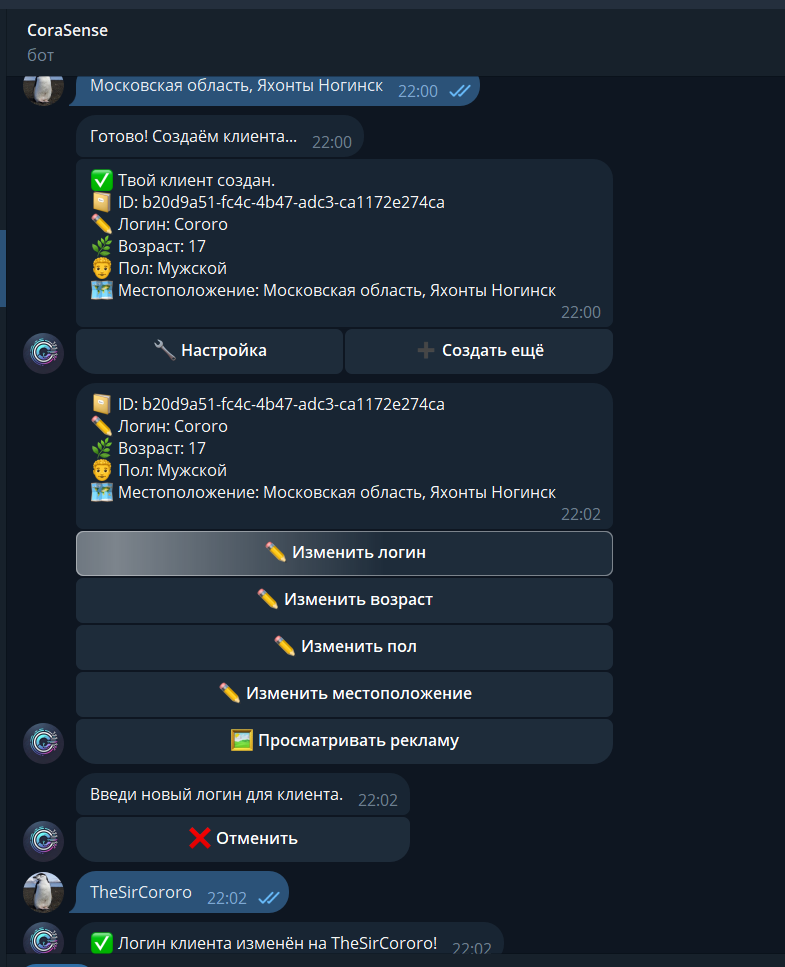 CoraSense
бот
Московская область, Яхонты Ногинск 22:00
Готово! Создаём клиента... 22:00
✅ Твой клиент создан.
📔 ID: b20d9a51-fc4c-4b47-adc3-ca1172e274ca
✏️ Логин: Cororo
🌿 Возраст: 17
👨‍🦱 Пол: Мужской
🗺️ Местоположение: Московская область, Яхонты Ногинск
22:00
🔧 Настройка
➕ Создать ещё
📔 ID: b20d9a51-fc4c-4b47-adc3-ca1172e274ca
✏️ Логин: Cororo
🌿 Возраст: 17
👨‍🦱 Пол: Мужской
🗺️ Местоположение: Московская область, Яхонты Ногинск
22:02
✏️ Изменить логин
✏️ Изменить возраст
✏️ Изменить пол
✏️ Изменить местоположение
🖼️ Просматривать рекламу
Введи новый логин для клиента. 22:02
❌ Отменить
TheSirCororo 22:02
✅ Логин клиента изменён на TheSirCororo! 22:02